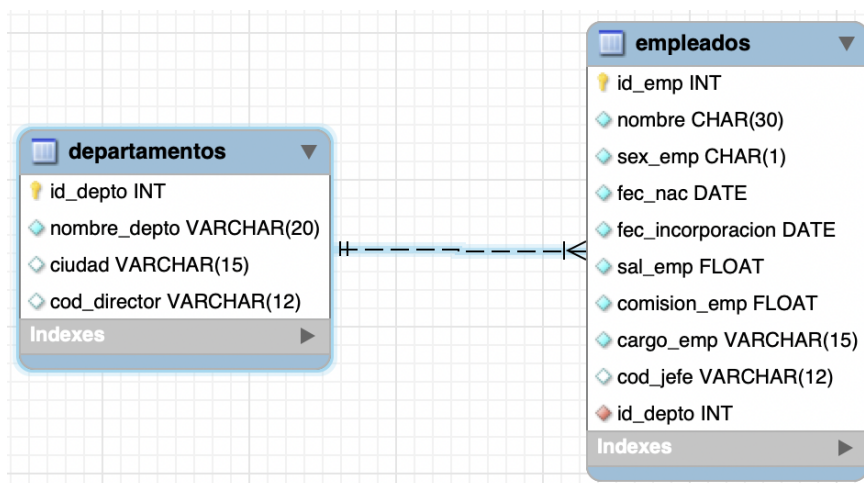 departamentos
id_depto INT
nombre_depto VARCHAR(20)
ciudad VARCHAR(15)
cod_director VARCHAR(12)
Indexes
empleados
id_emp INT
nombre CHAR(30)
sex_emp CHAR(1)
fec_nac DATE
fec_incorporacion DATE
sal_emp FLOAT
comision_emp FLOAT
cargo_emp VARCHAR(15)
cod_jefe VARCHAR(12)
id_depto INT
Indexes